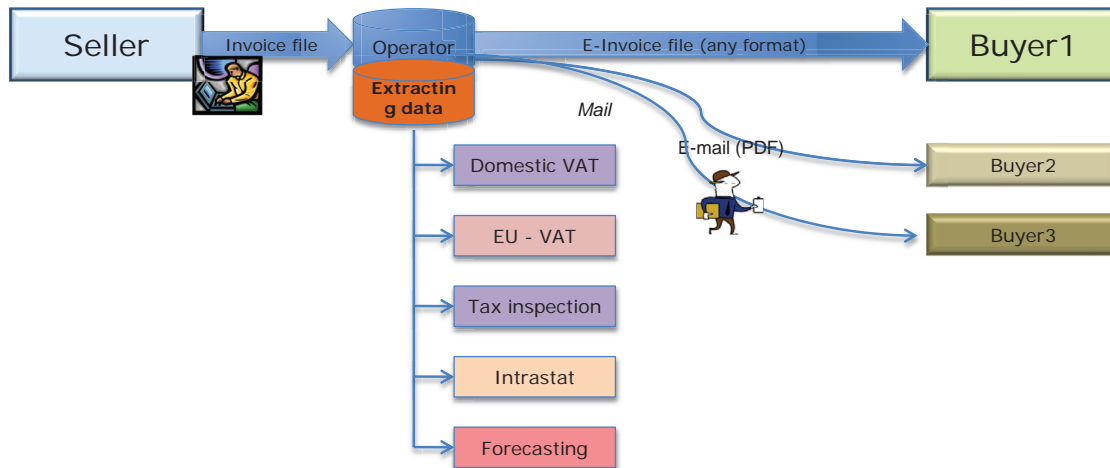 Seller
Invoice file
Operator
E-Invoice file (any format)
Buyer1
Extractin
g data
Mail
E-mail (PDF)
Domestic VAT
Buyer2
EU - VAT
Buyer3
Tax inspection
Intrastat
Forecasting